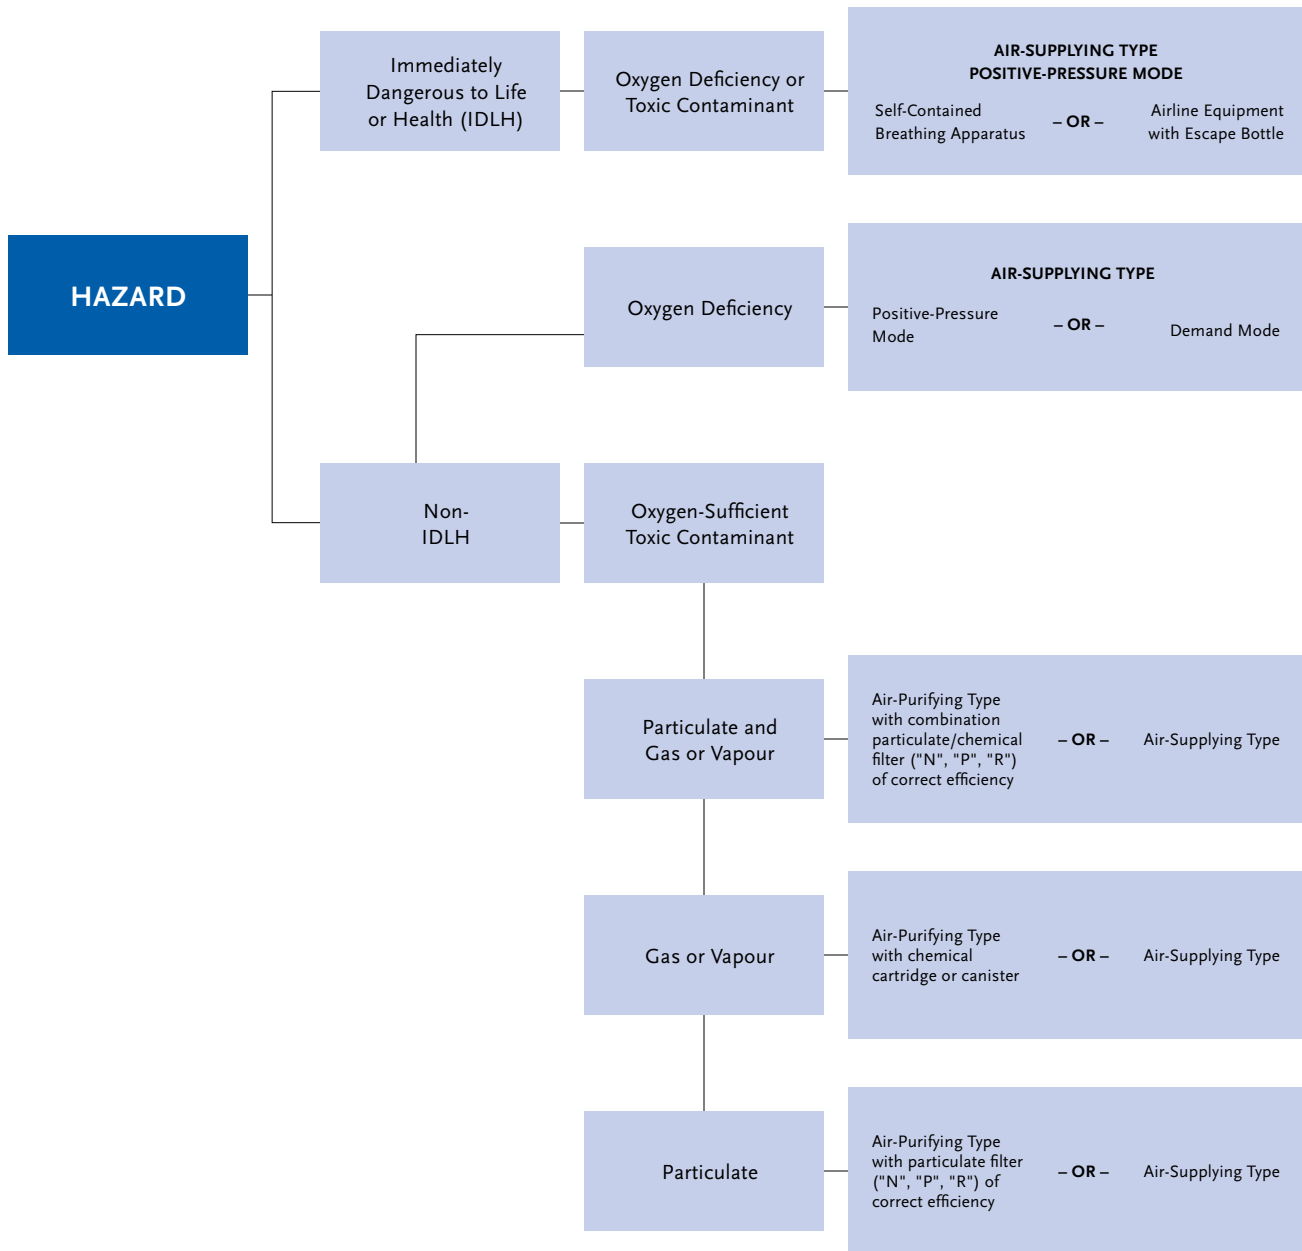 Immediately
Dangerous to Life
or Health (IDLH)
Oxygen Deficiency or
Toxic Contaminant
AIR-SUPPLYING TYPE
POSITIVE-PRESSURE MODE
Self-Contained
Breathing Apparatus
– OR –
Airline Equipment
with Escape Bottle
HAZARD
Oxygen Deficiency
AIR-SUPPLYING TYPE
Positive-Pressure
Mode
– OR –
Demand Mode
Non-
IDLH
Oxygen-Sufficient
Toxic Contaminant
Particulate and
Gas or Vapour
Air-Purifying Type
with combination
particulate/chemical
filter ("N", "P", "R")
of correct efficiency
– OR –
Air-Supplying Type
Gas or Vapour
Air-Purifying Type
with chemical
cartridge or canister
– OR –
Air-Supplying Type
Particulate
Air-Purifying Type
with particulate filter
("N", "P", "R") of
correct efficiency
– OR –
Air-Supplying Type